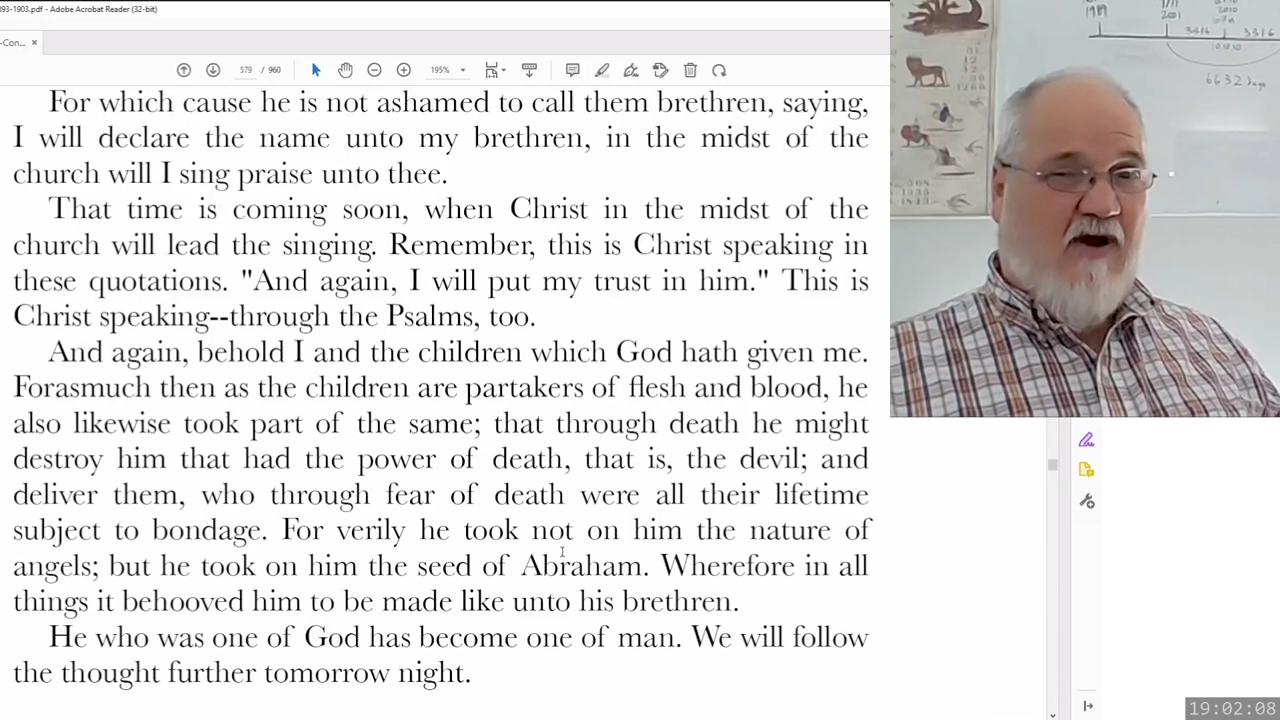 893-1903.pdf - Adobe Acrobat Reader (32-bit)
-Con... ×
579 / 960
195%
For which cause he is not ashamed to call them brethren, saying,
I will declare the name unto my brethren, in the midst of the
church will I sing praise unto thee.
That time is coming soon, when Christ in the midst of the
church will lead the singing. Remember, this is Christ speaking in
these quotations. "And again, I will put my trust in him." This is
Christ speaking--through the Psalms, too.
And again, behold I and the children which God hath given me.
Forasmuch then as the children are partakers of flesh and blood, he
also likewise took part of the same; that through death he might
destroy him that had the power of death, that is, the devil; and
deliver them, who through fear of death were all their lifetime
subject to bondage. For verily he took not on him the nature of
angels; but he took on him the seed of Abraham. Wherefore in all
things it behooved him to be made like unto his brethren.
He who was one of God has become one of man. We will follow
the thought further tomorrow night.
1989
2001
3316
3316
6632
19:02:08